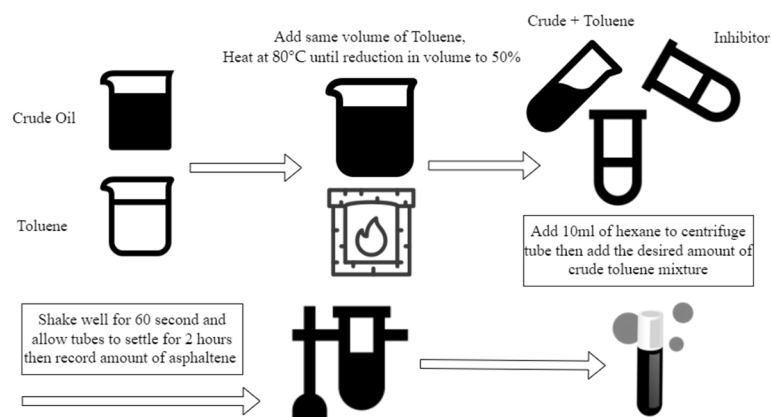 Crude Oil
Toluene
Add same volume of Toluene,
Heat at 80°C until reduction in volume to 50%
Crude + Toluene
Inhibitor
Add 10ml of hexane to centrifuge
tube then add the desired amount of
crude toluene mixture
Shake well for 60 second and
allow tubes to settle for 2 hours
then record amount of asphaltene